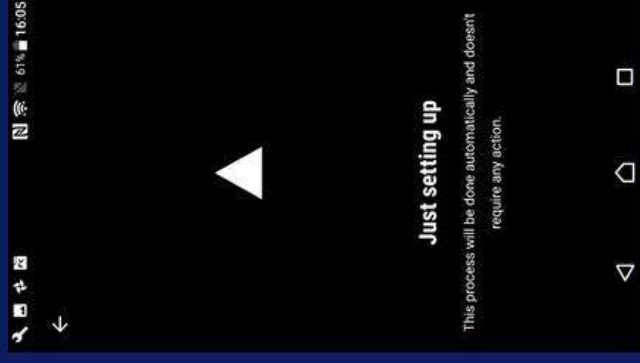 61% 16:05
Just setting up
This process will be done automatically and doesn't
require any action.